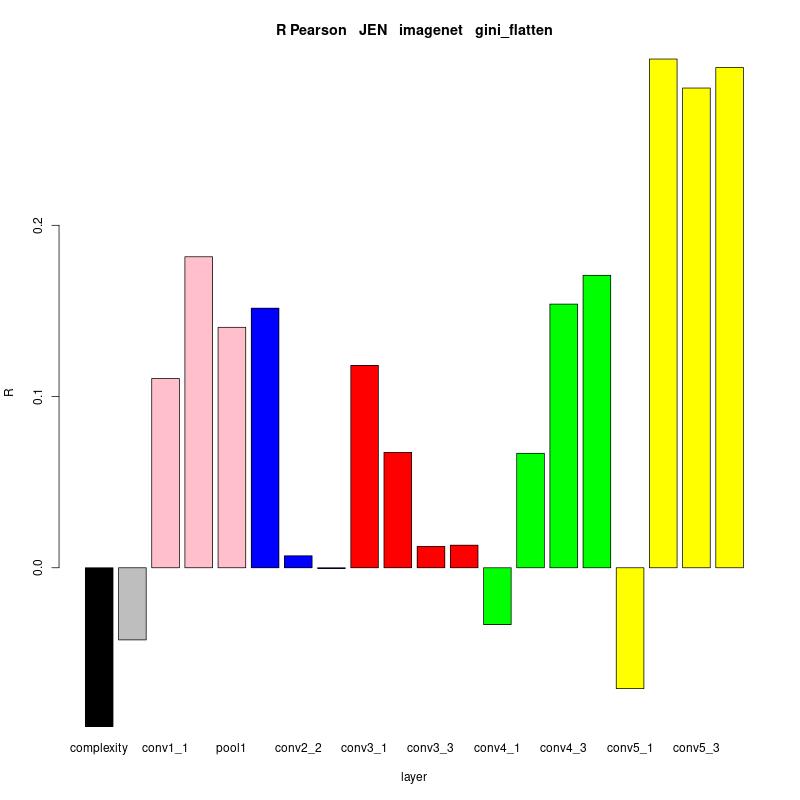 R Pearson JEN imagenet gini_flatten
R
0.2
0.1
0.0
complexity conv1_1 pool1 conv2_2 conv3_1 conv3_3 conv4_1 conv4_3 conv5_1 conv5_3
layer